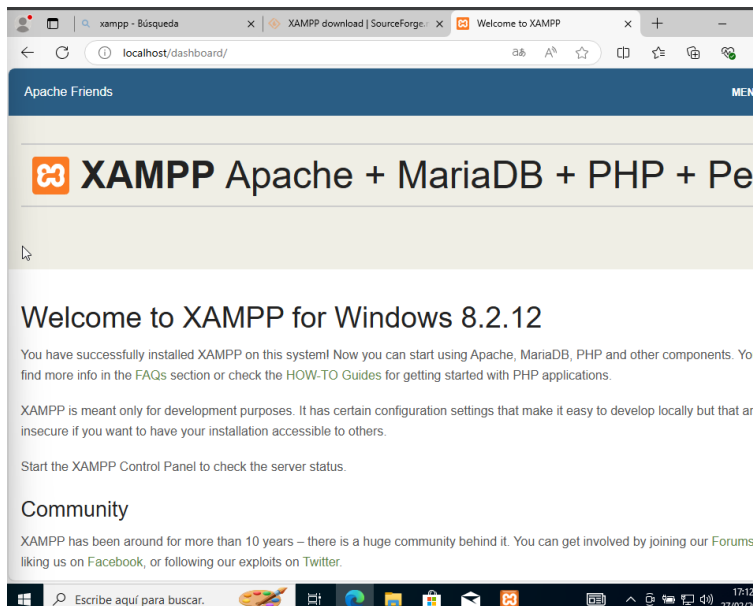 xampp - Búsqueda
XAMPP download | SourceForge.
Welcome to XAMPP
localhost/dashboard/
Apache Friends
MEN
XAMPP Apache + MariaDB + PHP + Pe
Welcome to XAMPP for Windows 8.2.12
You have successfully installed XAMPP on this system! Now you can start using Apache, MariaDB, PHP and other components. Yo
find more info in the FAQs section or check the HOW-TO Guides for getting started with PHP applications.
XAMPP is meant only for development purposes. It has certain configuration settings that make it easy to develop locally but that ar
insecure if you want to have your installation accessible to others.
Start the XAMPP Control Panel to check the server status.
Community
XAMPP has been around for more than 10 years – there is a huge community behind it. You can get involved by joining our Forums
liking us on Facebook, or following our exploits on Twitter.
Escribe aquí para buscar.